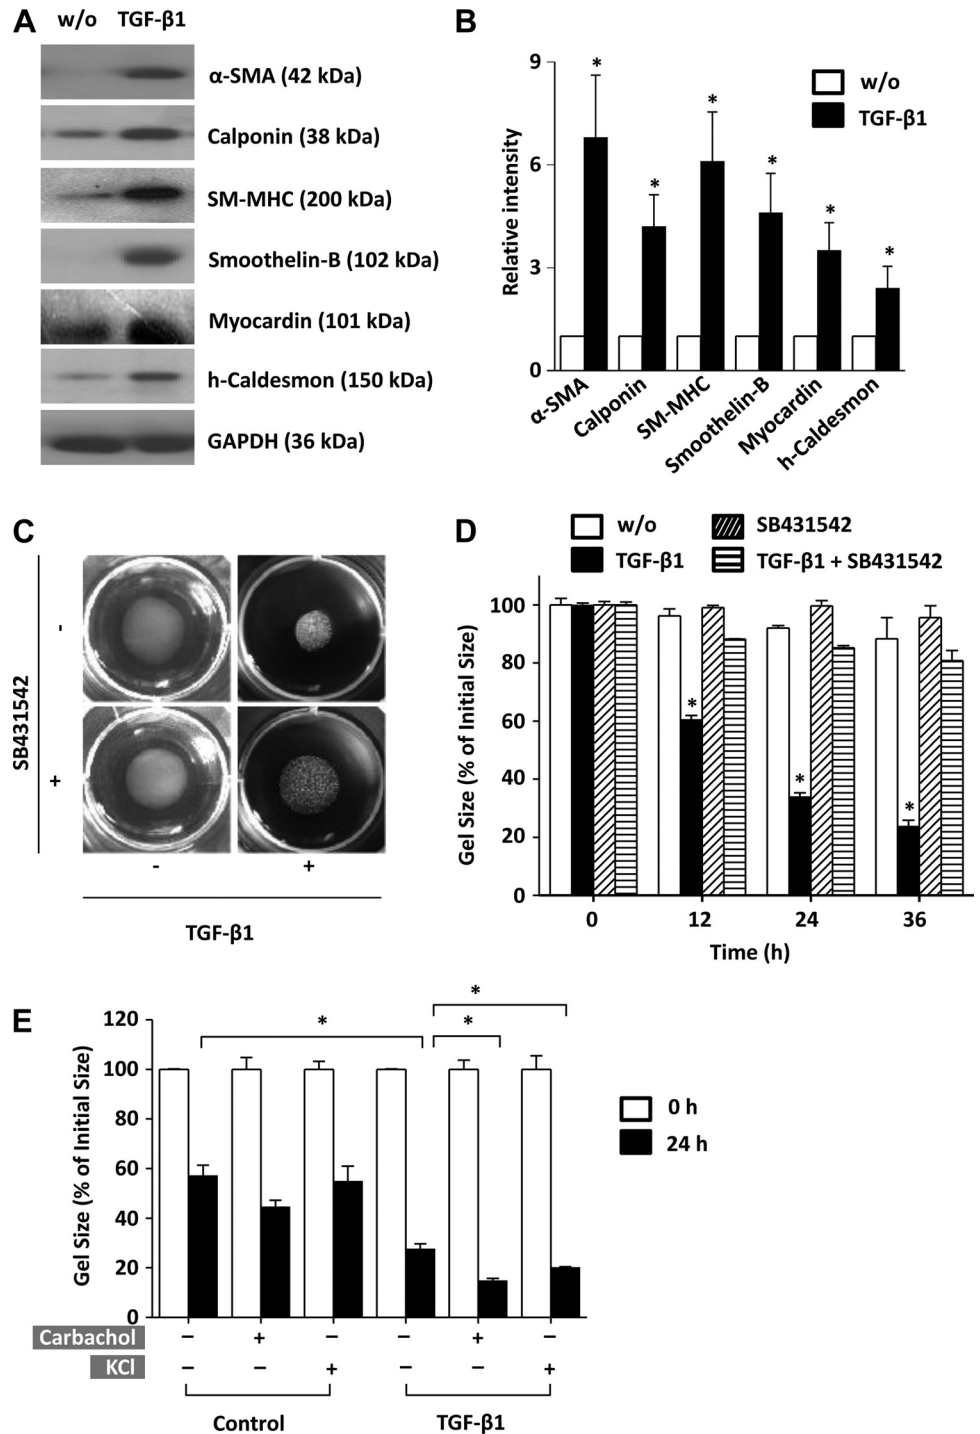 A
w/o TGF-β1
α-SMA (42 kDa)
Calponin (38 kDa)
SM-MHC (200 kDa)
Smoothelin-B (102 kDa)
Myocardin (101 kDa)
h-Caldesmon (150 kDa)
GAPDH (36 kDa)
B
Relative intensity
9
6
3
0
* * * * * *
w/o
TGF-β1
α-SMA
Calponin
SM-MHC
Smoothelin-B
Myocardin
h-Caldesmon
C
SB431542
-
+
- +
TGF-β1
D
w/o SB431542
TGF-β1 TGF-β1 + SB431542
Gel Size (% of Initial Size)
100
80
60
40
20
0
* * *
0 12 24 36
Time (h)
E
Gel Size (% of Initial Size)
120
100
80
60
40
20
0
* * *
0 h
24 h
Carbachol – + – – + –
KCl – – + – – +
Control TGF-β1